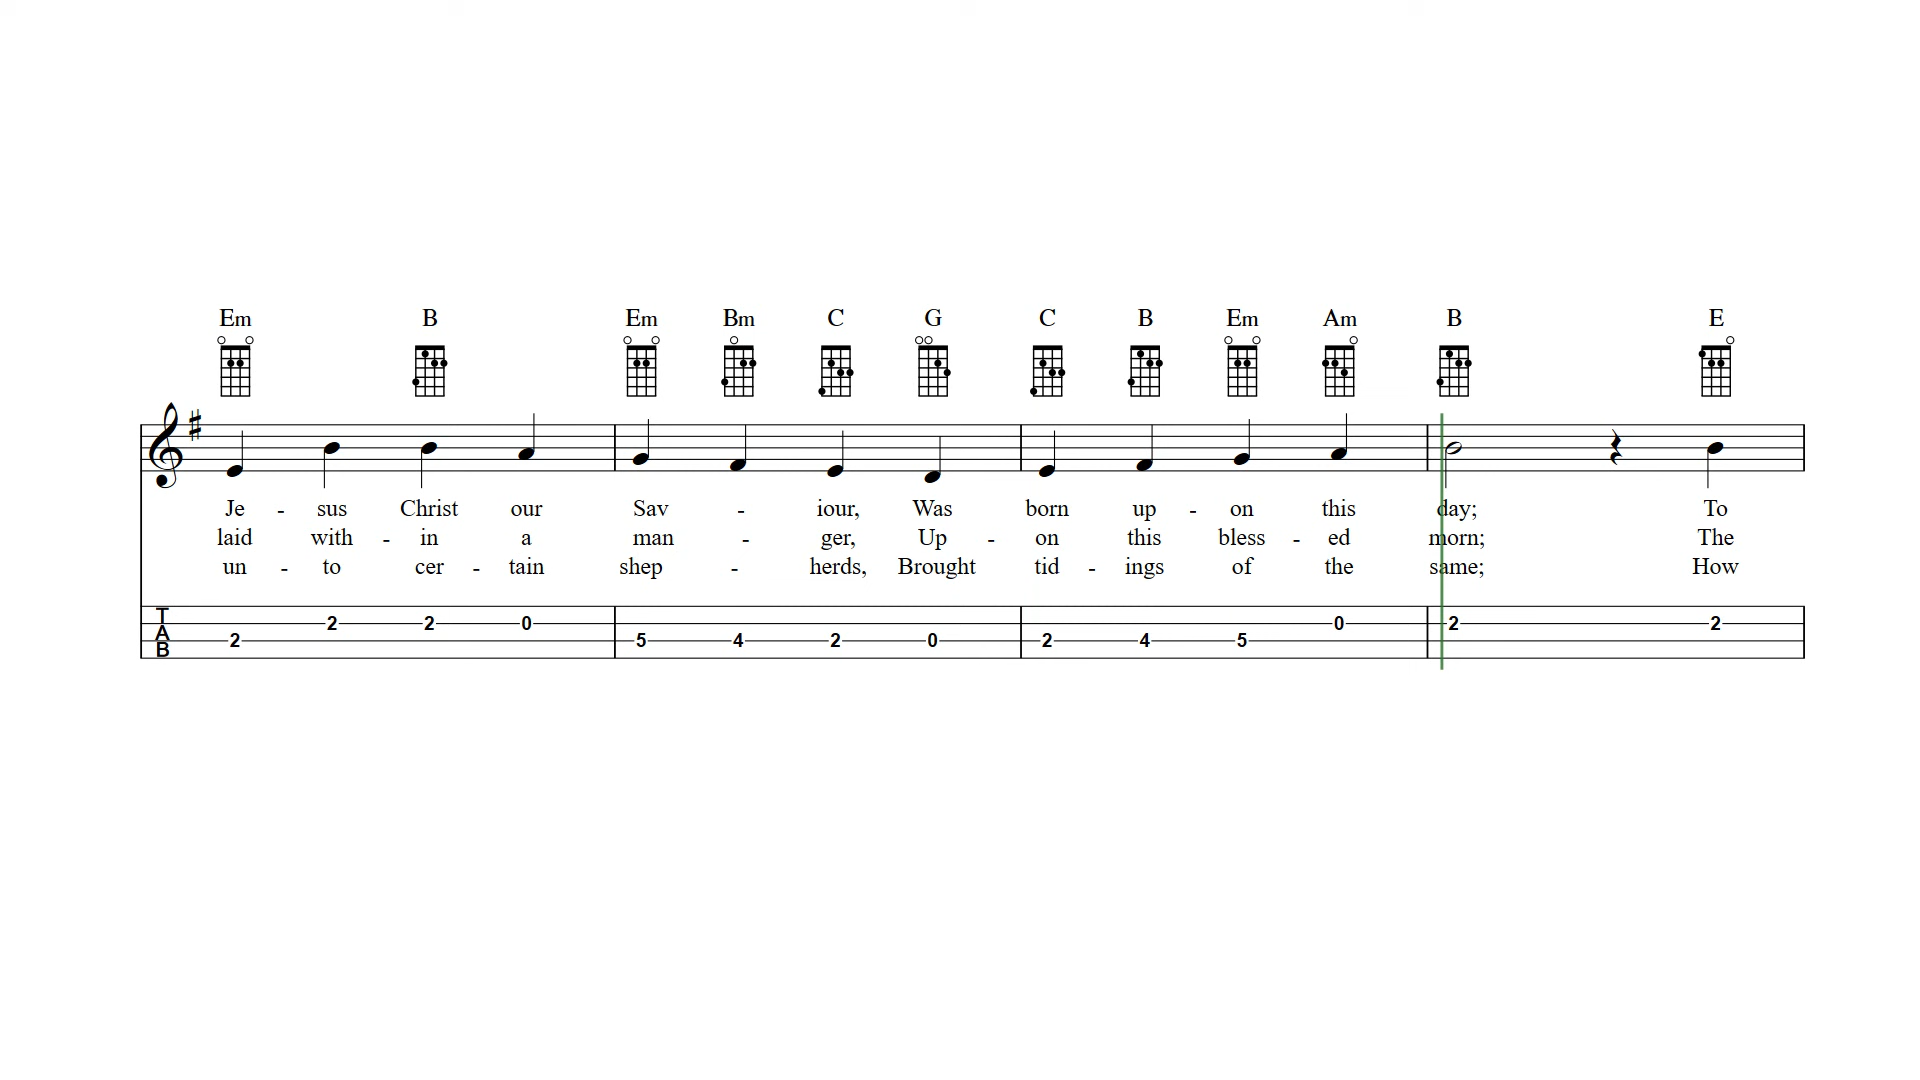 Em B Em Bm C G C B Em Am B E
Je - sus Christ our Sav - iour, Was born up - on this day; To
laid with - in a man - ger, Up - on this bless - ed morn; The
un - to cer - tain shep - herds, Brought tid - ings of the same; How
T
A
B
2 2 2 0 5 4 2 0 2 4 5 0 2 2